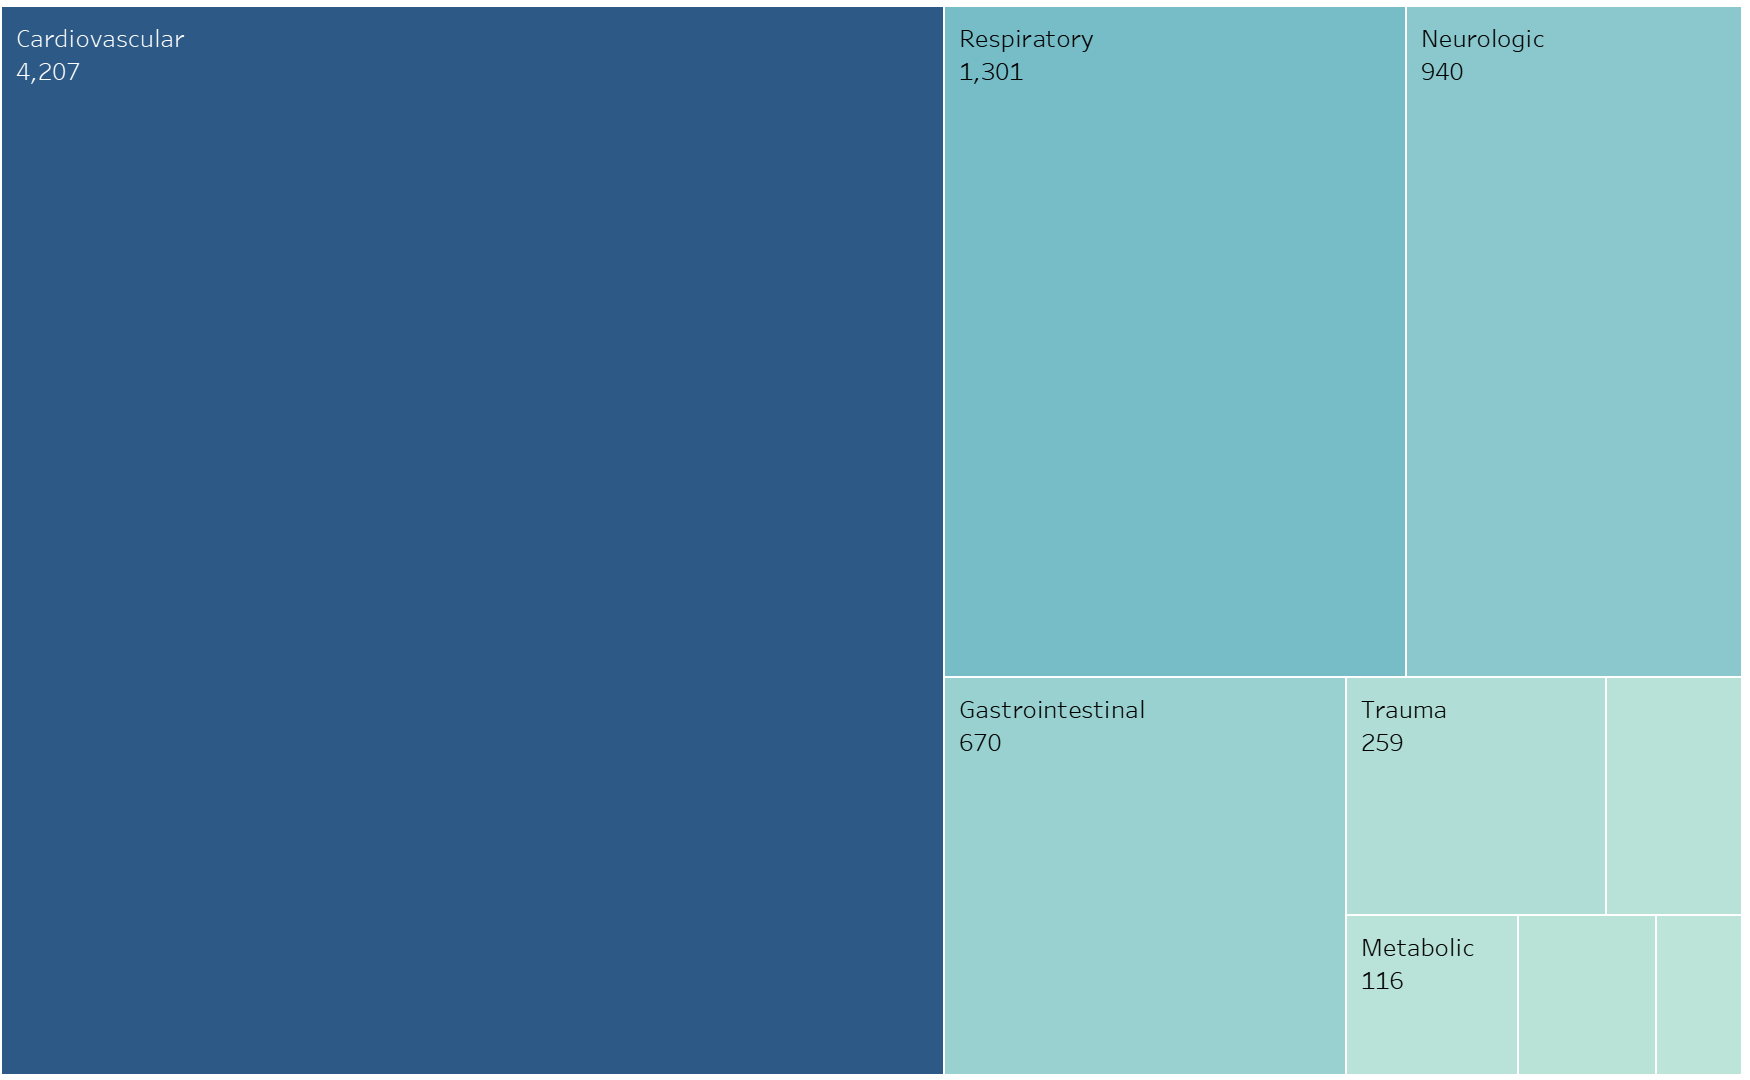 Cardiovascular
4,207
Respiratory
1,301
Neurologic
940
Gastrointestinal
670
Trauma
259
Metabolic
116